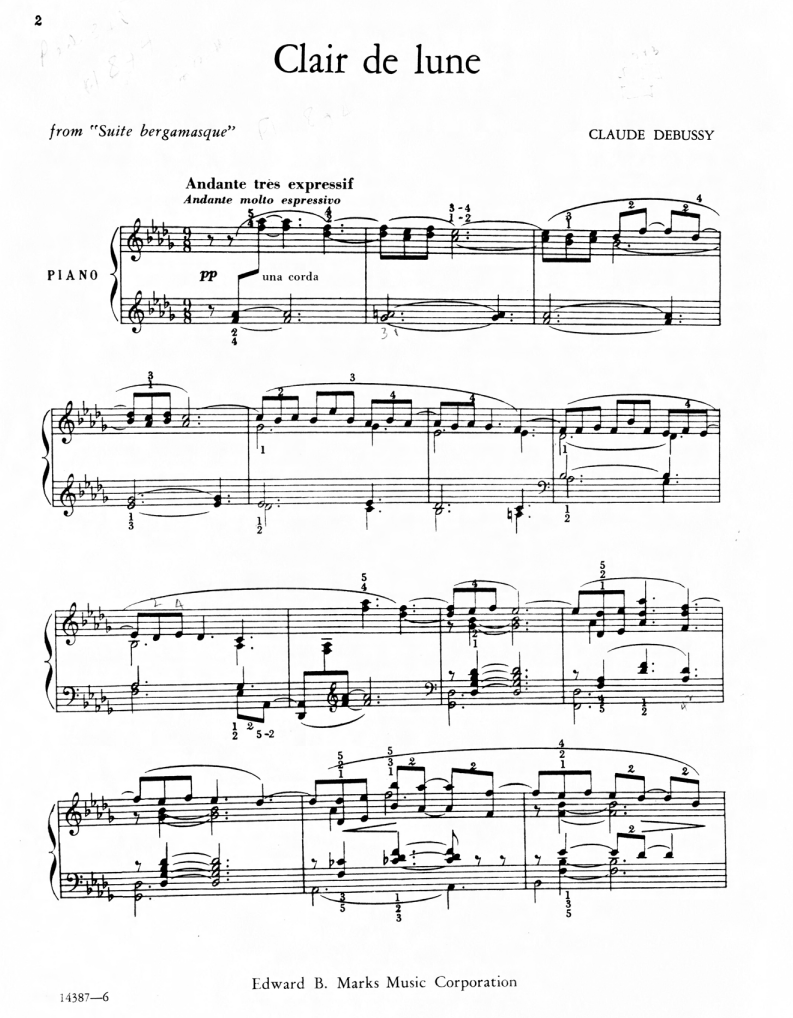 2
Clair de lune
from "Suite bergamasque"
CLAUDE DEBUSSY
Andante très expressif
Andante molto espressivo
PIANO
pp
una corda
Edward B. Marks Music Corporation
14387—6